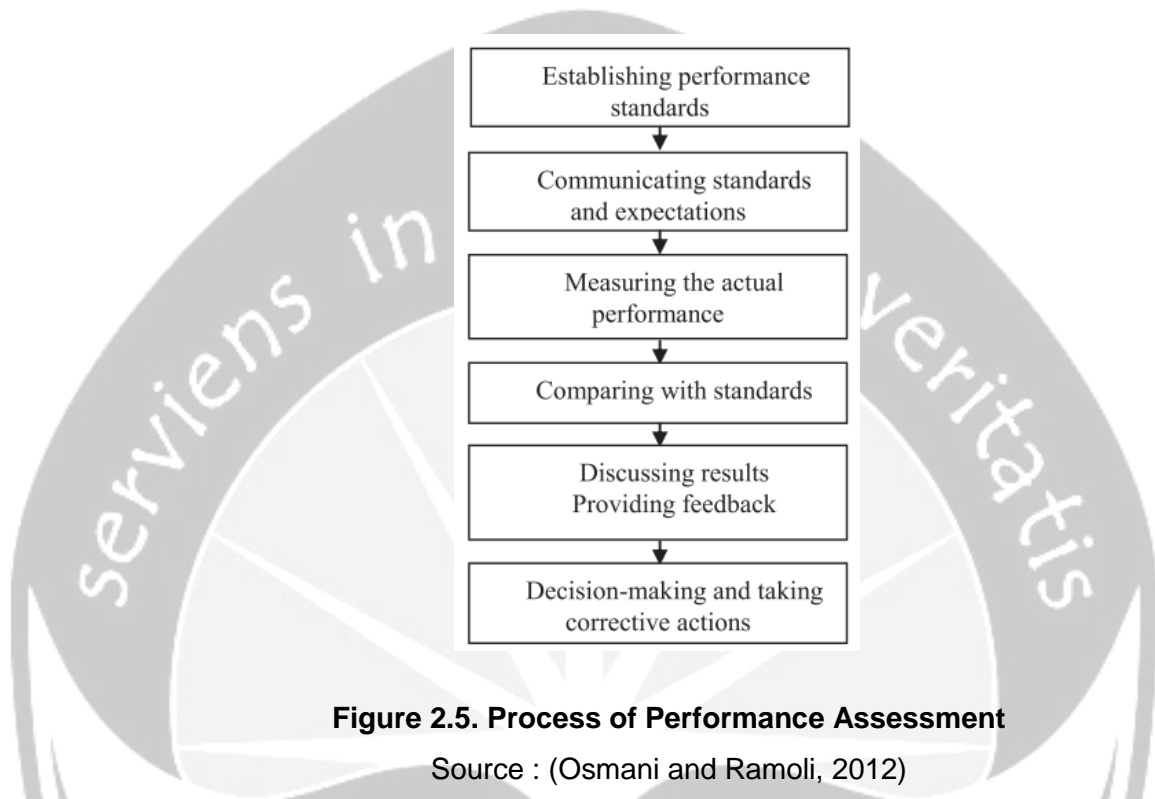 Establishing performance
standards
Communicating standards
and expectations
Measuring the actual
performance
Comparing with standards
Discussing results
Providing feedback
Decision-making and taking
corrective actions
serviens in
veritatis
Figure 2.5. Process of Performance Assessment
Source : (Osmani and Ramoli, 2012)